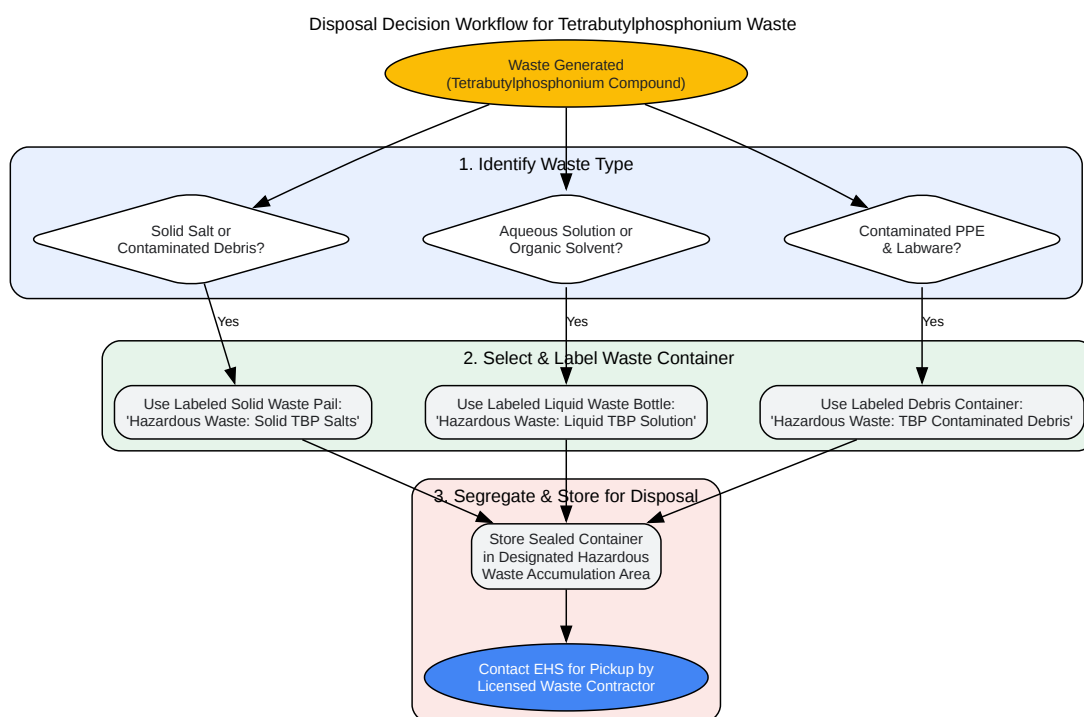 Disposal Decision Workflow for Tetrabutylphosphonium Waste
Waste Generated
(Tetrabutylphosphonium Compound)
1. Identify Waste Type
Solid Salt or
Contaminated Debris?
Aqueous Solution or
Organic Solvent?
Contaminated PPE
& Labware?
Yes
Yes
Yes
2. Select & Label Waste Container
Use Labeled Solid Waste Pail:
'Hazardous Waste: Solid TBP Salts'
Use Labeled Liquid Waste Bottle:
'Hazardous Waste: Liquid TBP Solution'
Use Labeled Debris Container:
'Hazardous Waste: TBP Contaminated Debris'
3. Segregate & Store for Disposal
Store Sealed Container
in Designated Hazardous
Waste Accumulation Area
Contact EHS for Pickup by
Licensed Waste Contractor